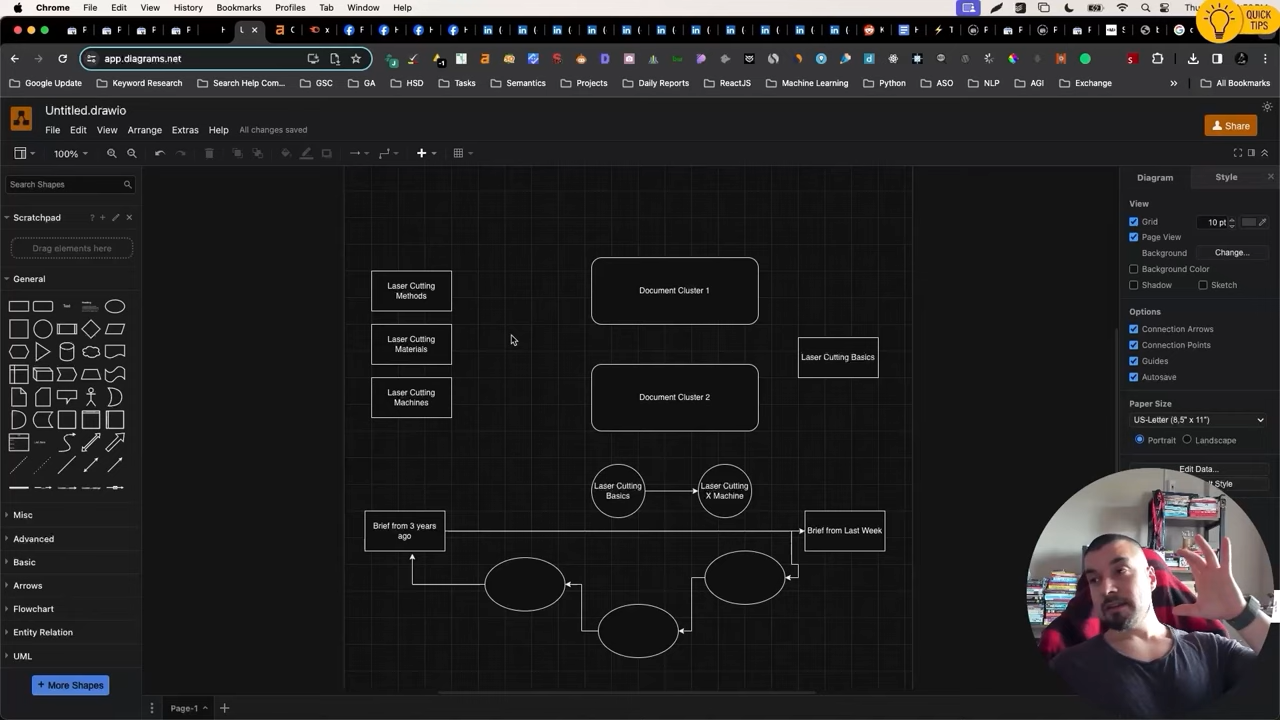 Chrome File Edit View History Bookmarks Profiles Tab Window Help
QUICK
TIPS
app.diagrams.net
Google Update Keyword Research Search Help Com... GSC GA HSD Tasks Semantics Projects Daily Reports ReactJS Machine Learning Python ASO NLP AGI Exchange » All Bookmarks
Untitled.drawio
File Edit View Arrange Extras Help All changes saved
Share
100%
Search Shapes
Scratchpad
Drag elements here
General
Misc
Advanced
Basic
Arrows
Flowchart
Entity Relation
UML
+ More Shapes
Laser Cutting
Methods
Laser Cutting
Materials
Laser Cutting
Machines
Document Cluster 1
Document Cluster 2
Laser Cutting Basics
Laser Cutting
Basics
Laser Cutting
X Machine
Brief from 3 years
ago
Brief from Last Week
Diagram Style
View
Grid 10 pt
Page View
Background Change...
Background Color
Shadow Sketch
Options
Connection Arrows
Connection Points
Guides
Autosave
Paper Size
US-Letter (8,5" x 11")
Portrait Landscape
Edit Data...
Style
Page-1